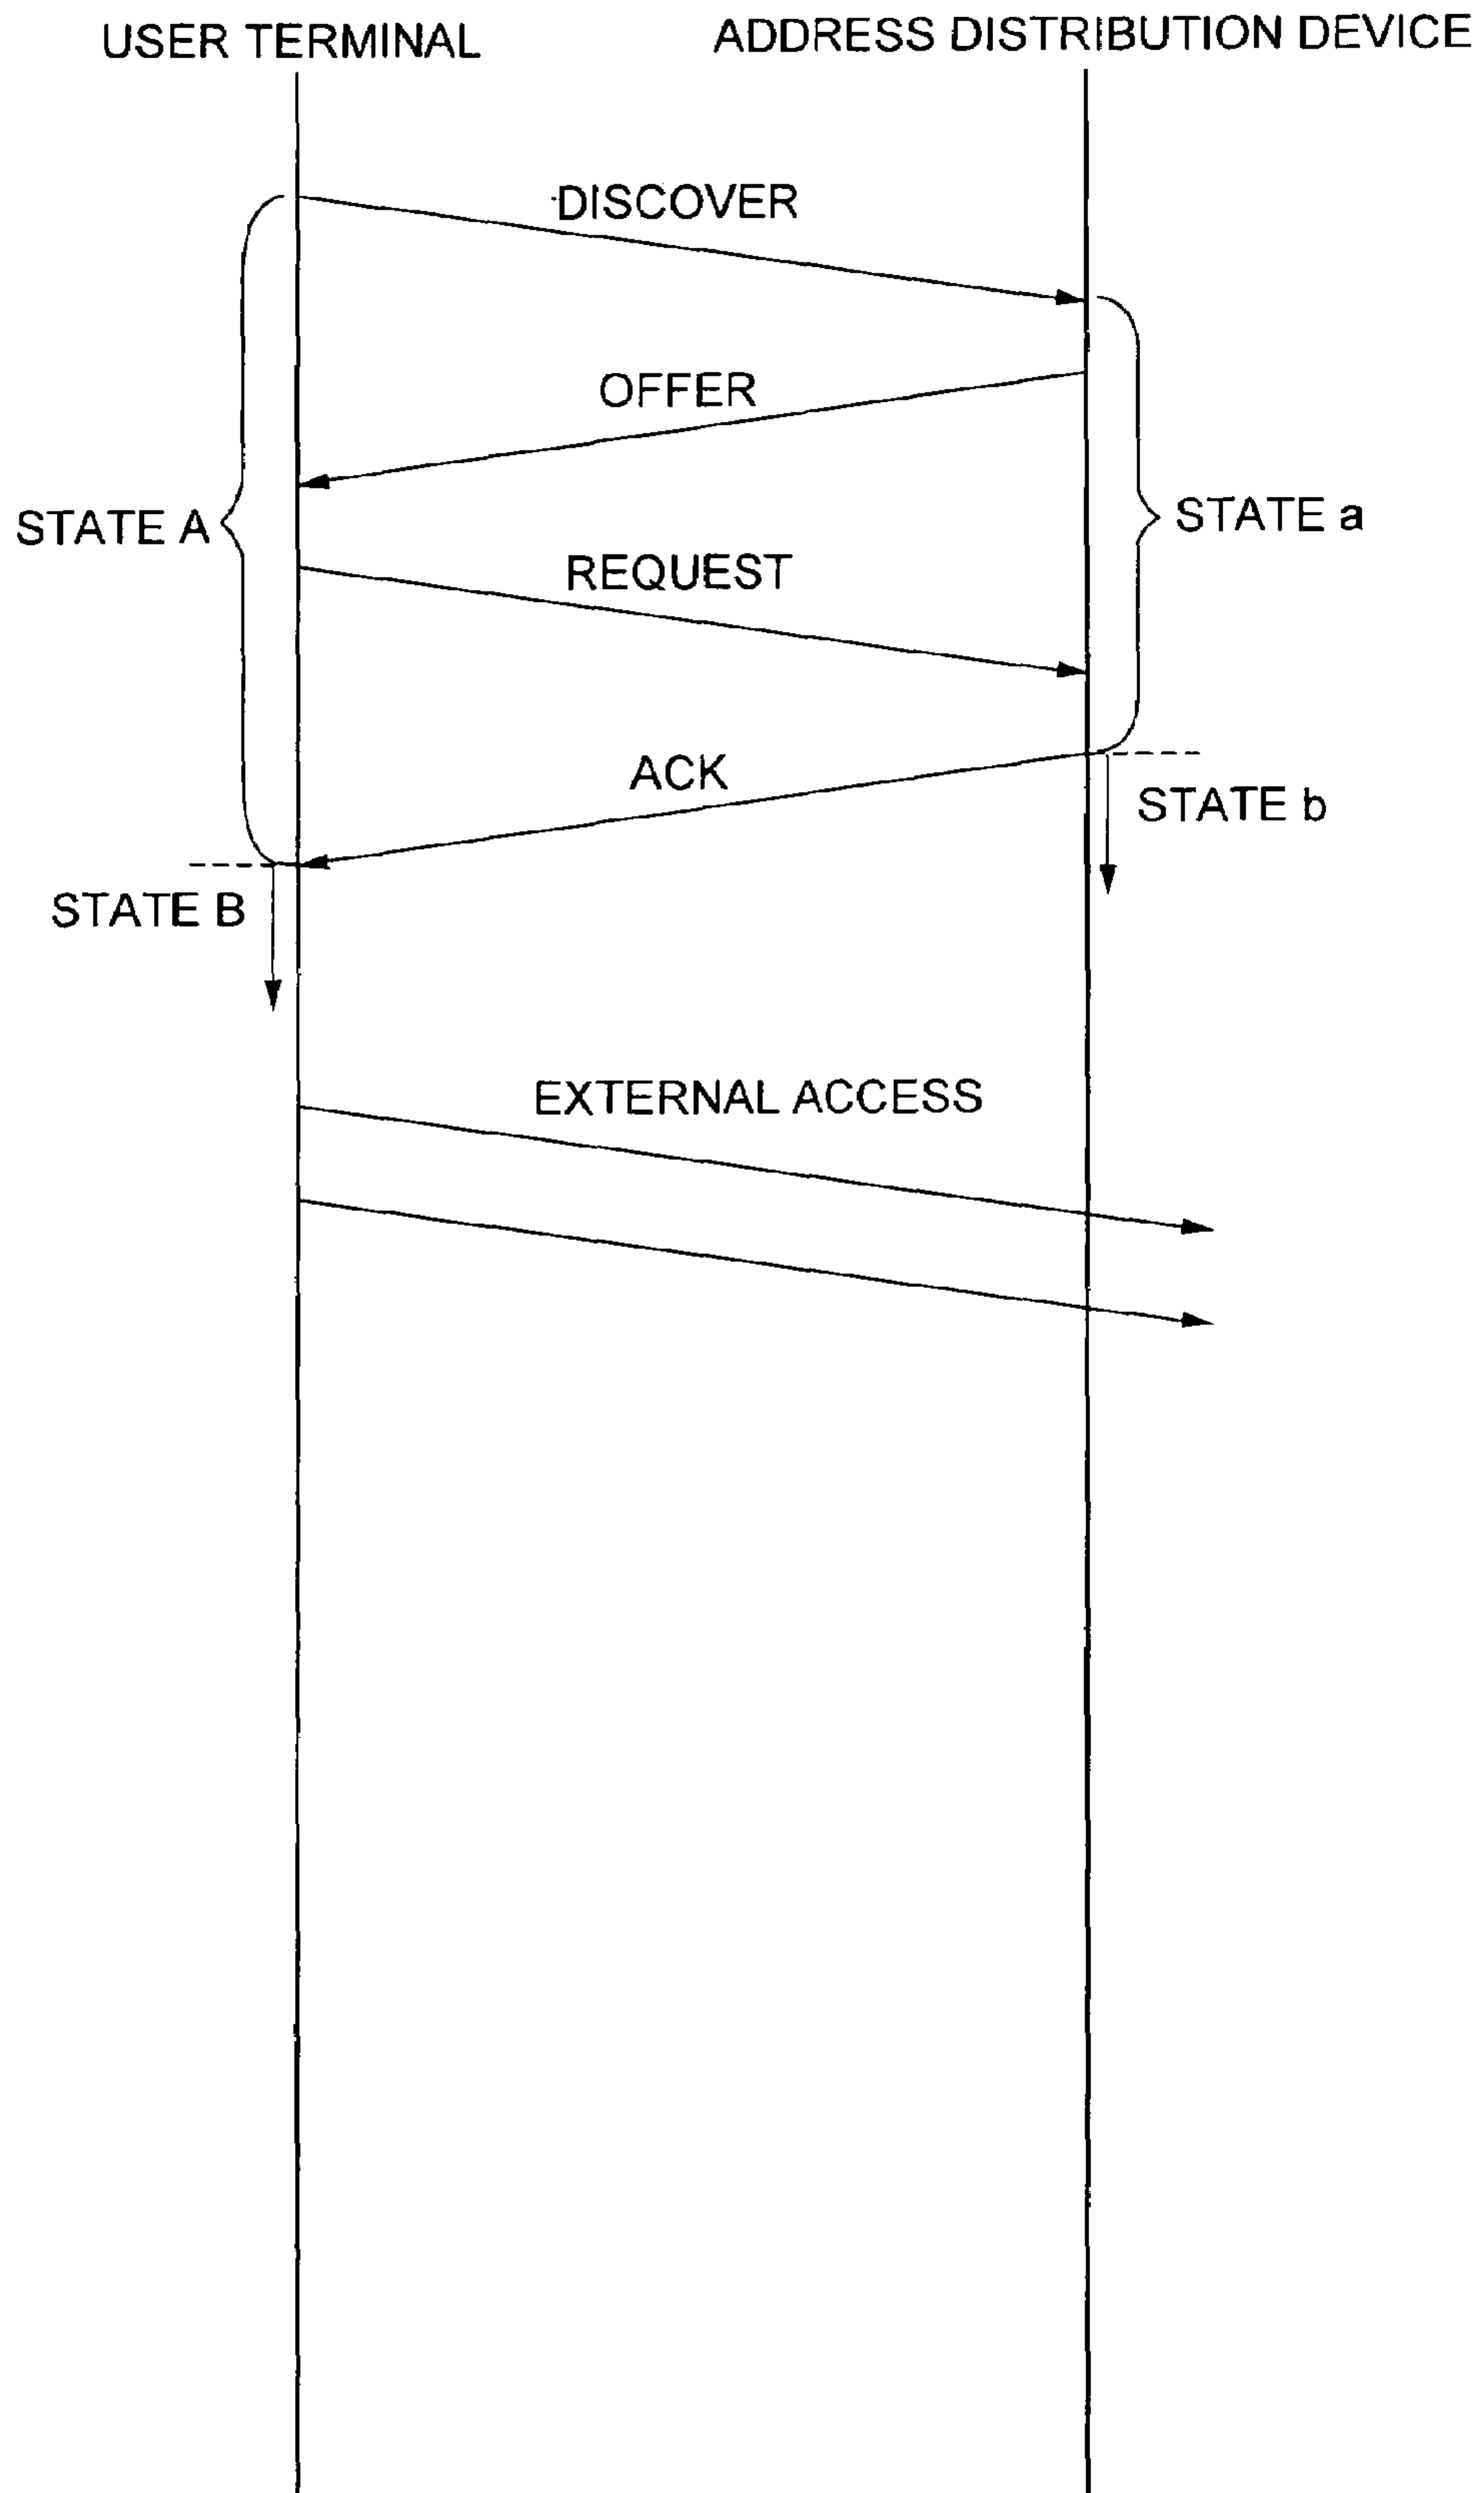 USER TERMINAL
ADDRESS DISTRIBUTION DEVICE
DISCOVER
OFFER
STATE A
STATE a
REQUEST
ACK
STATE b
STATE B
EXTERNAL ACCESS